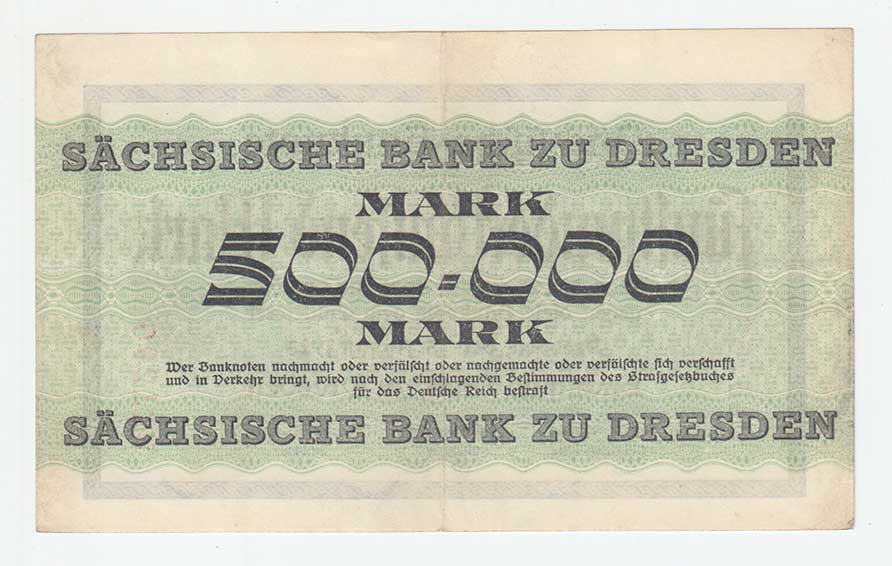 SÄCHSISCHE BANK ZU DRESDEN
MARK
500-000
MARK
Wer Banknoten nachmacht oder verfälscht oder nachgemachte oder verfälschte sich verschafft
und in Verkehr bringt, wird nach den einschlagenden Bestimmungen des Strafgesetzbuches
für das Deutsche Reich bestraft
SÄCHSISCHE BANK ZU DRESDEN